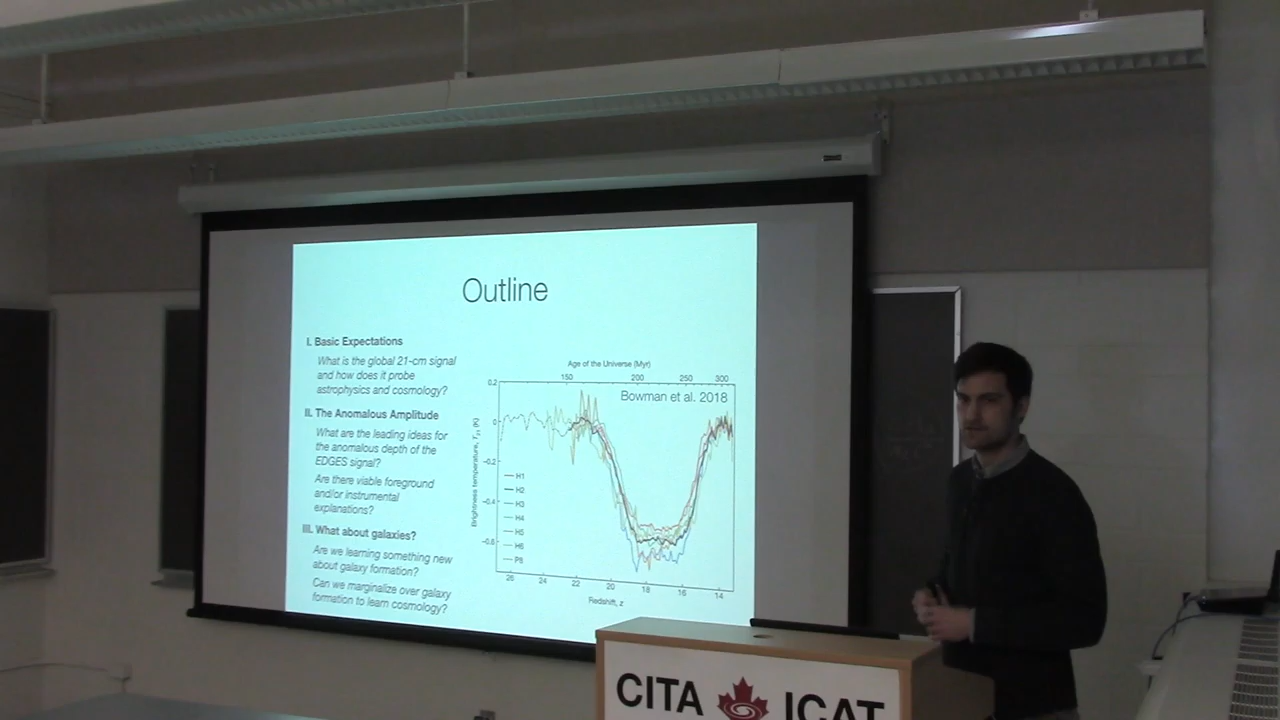 Outline
I. Basic Expectations
What is the global 21-cm signal
and how does it probe
astrophysics and cosmology?
II. The Anomalous Amplitude
What are the leading ideas for
the anomalous depth of the
EDGES signal?
Are there viable foreground
and/or instrumental
explanations?
III. What about galaxies?
Are we learning something new
about galaxy formation?
Can we marginalize over galaxy
formation to learn cosmology?
Age of the Universe (Myr)
150 200 250 300
Bowman et al. 2018
Brightness temperature, T21 (K)
0.2
0
-0.2
-0.4
-0.6
H1
H2
H3
H4
H5
H6
P8
26 24 22 20 18 16 14
Redshift, z
CITA ICAT